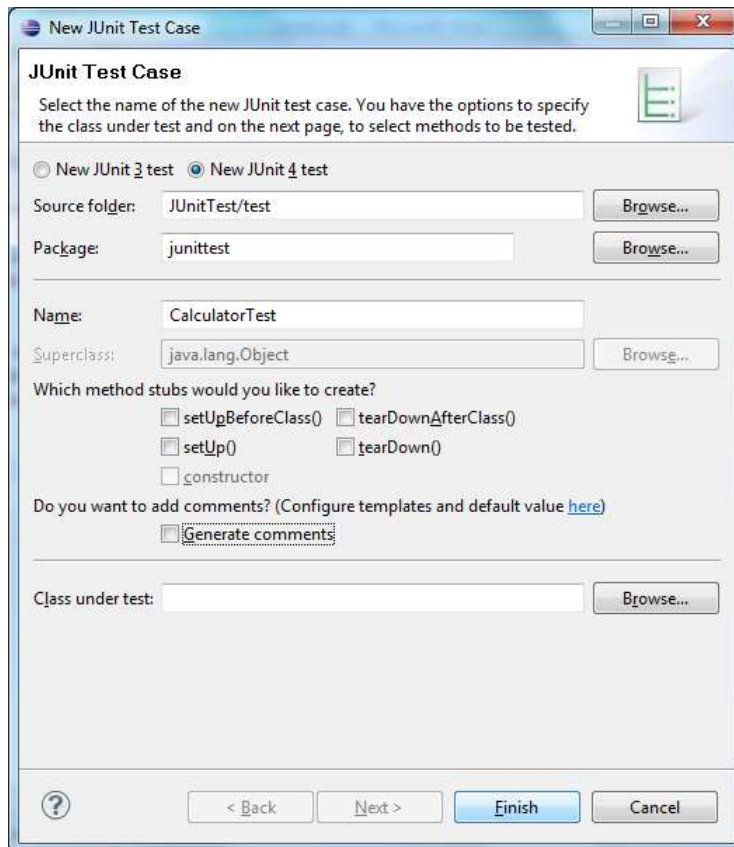 New JUnit Test Case
JUnit Test Case
Select the name of the new JUnit test case. You have the options to specify
the class under test and on the next page, to select methods to be tested.
New JUnit 3 test New JUnit 4 test
Source folder: JUnitTest/test Browse...
Package: junittest Browse...
Name: CalculatorTest
Superclass: java.lang.Object Browse...
Which method stubs would you like to create?
setUpBeforeClass() tearDownAfterClass()
setUp() tearDown()
constructor
Do you want to add comments? (Configure templates and default value here)
Generate comments
Class under test: Browse...
? < Back Next > Finish Cancel